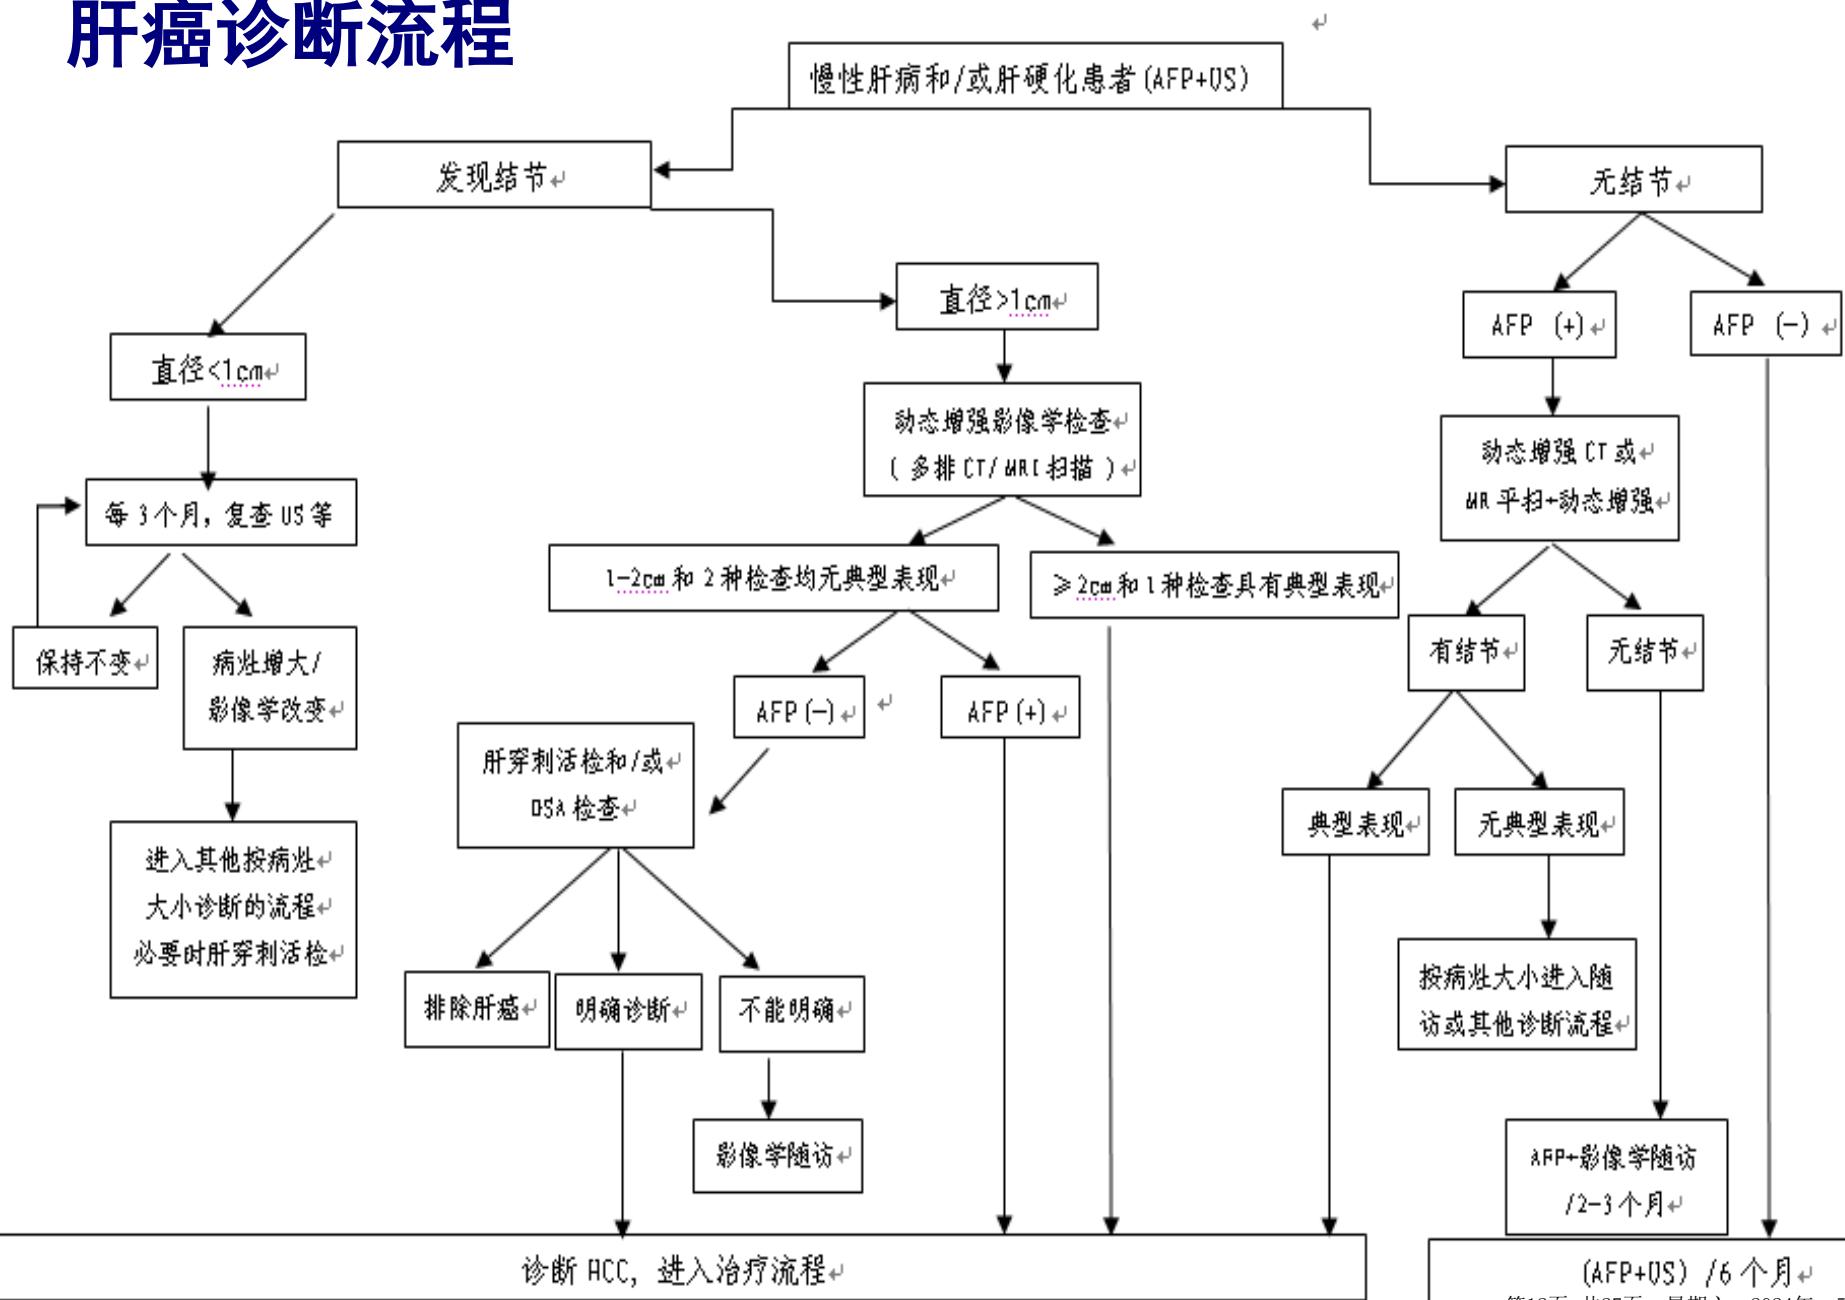 肝癌诊断流程
慢性肝病和/或肝硬化患者(AFP+US)
发现结节
无结节
直径>1cm
AFP (+)
AFP (-)
直径<1cm
动态增强影像学检查
(多排CT/MRI扫描)
动态增强CT或
MR平扫+动态增强
每3个月,复查US等
1-2cm和2种检查均无典型表现
≥2cm和1种检查具有典型表现
保持不变
病灶增大/
影像学改变
有结节
无结节
AFP(-)
AFP(+)
肝穿刺活检和/或
DSA检查
典型表现
无典型表现
进入其他按病灶
大小诊断的流程
必要时肝穿刺活检
排除肝癌
明确诊断
不能明确
按病灶大小进入随
访或其他诊断流程
影像学随访
AFP+影像学随访
/2-3个月
诊断HCC,进入治疗流程
(AFP+US) /6个月